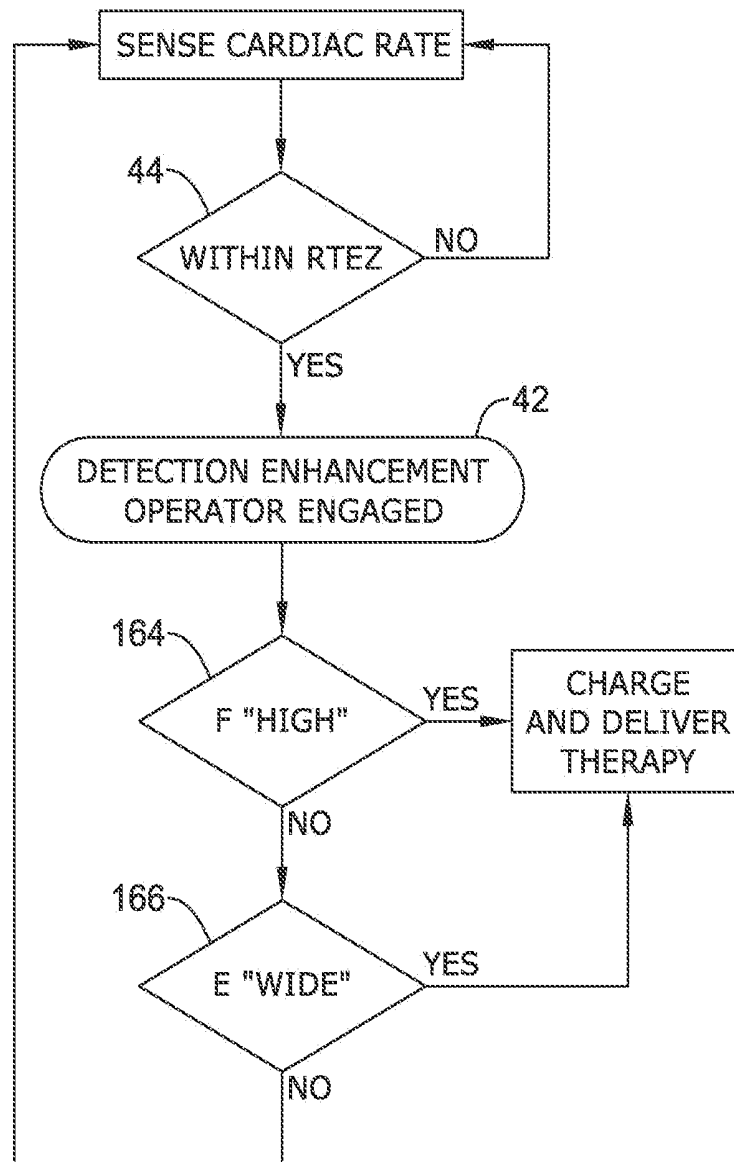 SENSE CARDIAC RATE
44
WITHIN RTEZ
NO
YES
42
DETECTION ENHANCEMENT
OPERATOR ENGAGED
164
F "HIGH"
YES
CHARGE
AND DELIVER
THERAPY
NO
166
E "WIDE"
YES
NO